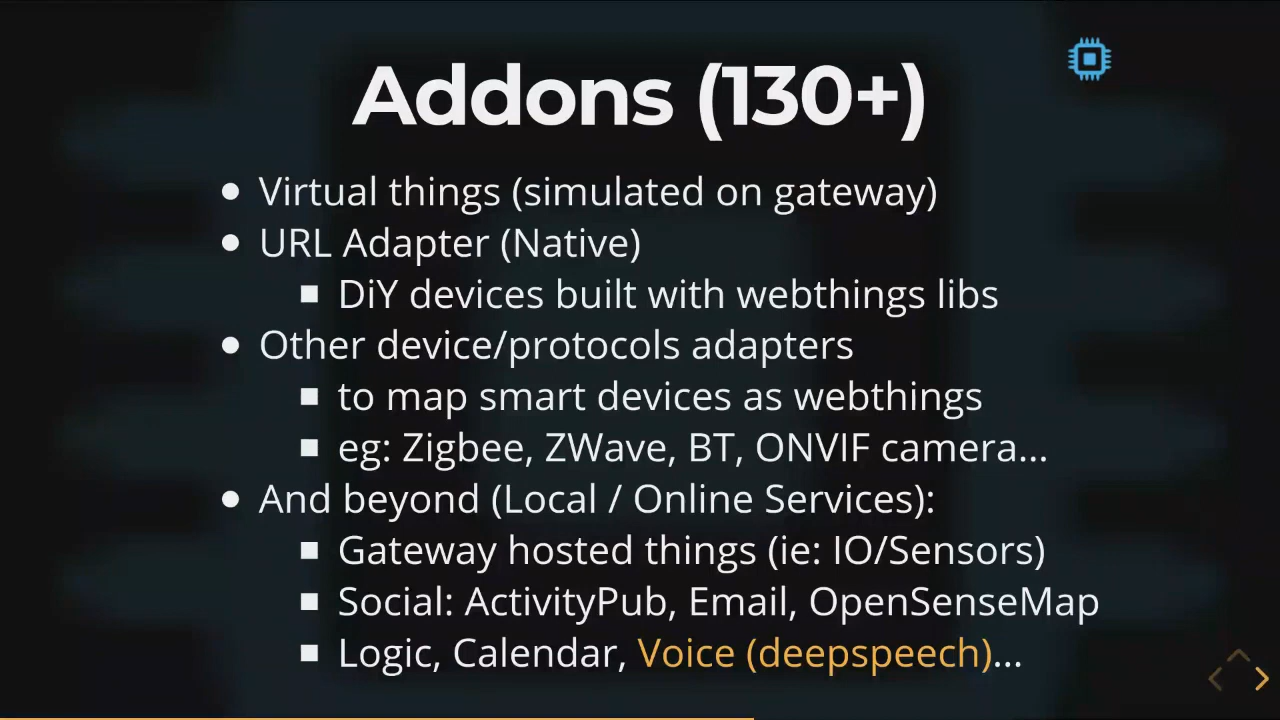 Addons (130+)
Virtual things (simulated on gateway)
URL Adapter (Native)
DiY devices built with webthings libs
Other device/protocols adapters
to map smart devices as webthings
eg: Zigbee, ZWave, BT, ONVIF camera...
And beyond (Local / Online Services):
Gateway hosted things (ie: IO/Sensors)
Social: ActivityPub, Email, OpenSenseMap
Logic, Calendar, Voice (deepspeech)...